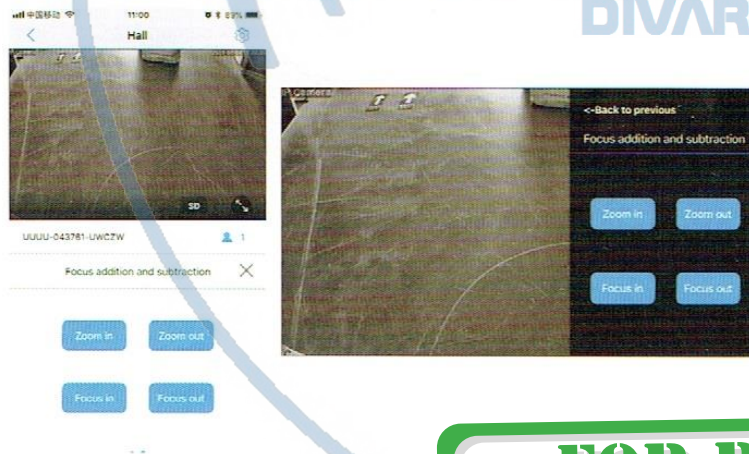 中国移动 11:00 89%
Hall
SD
UUUU-043761-UWCZW 1
Focus addition and subtraction
Zoom in Zoom out
Focus in Focus out
Camera
<-Back to previous
Focus addition and subtraction
Zoom in Zoom out
Focus in Focus out
DIVAR